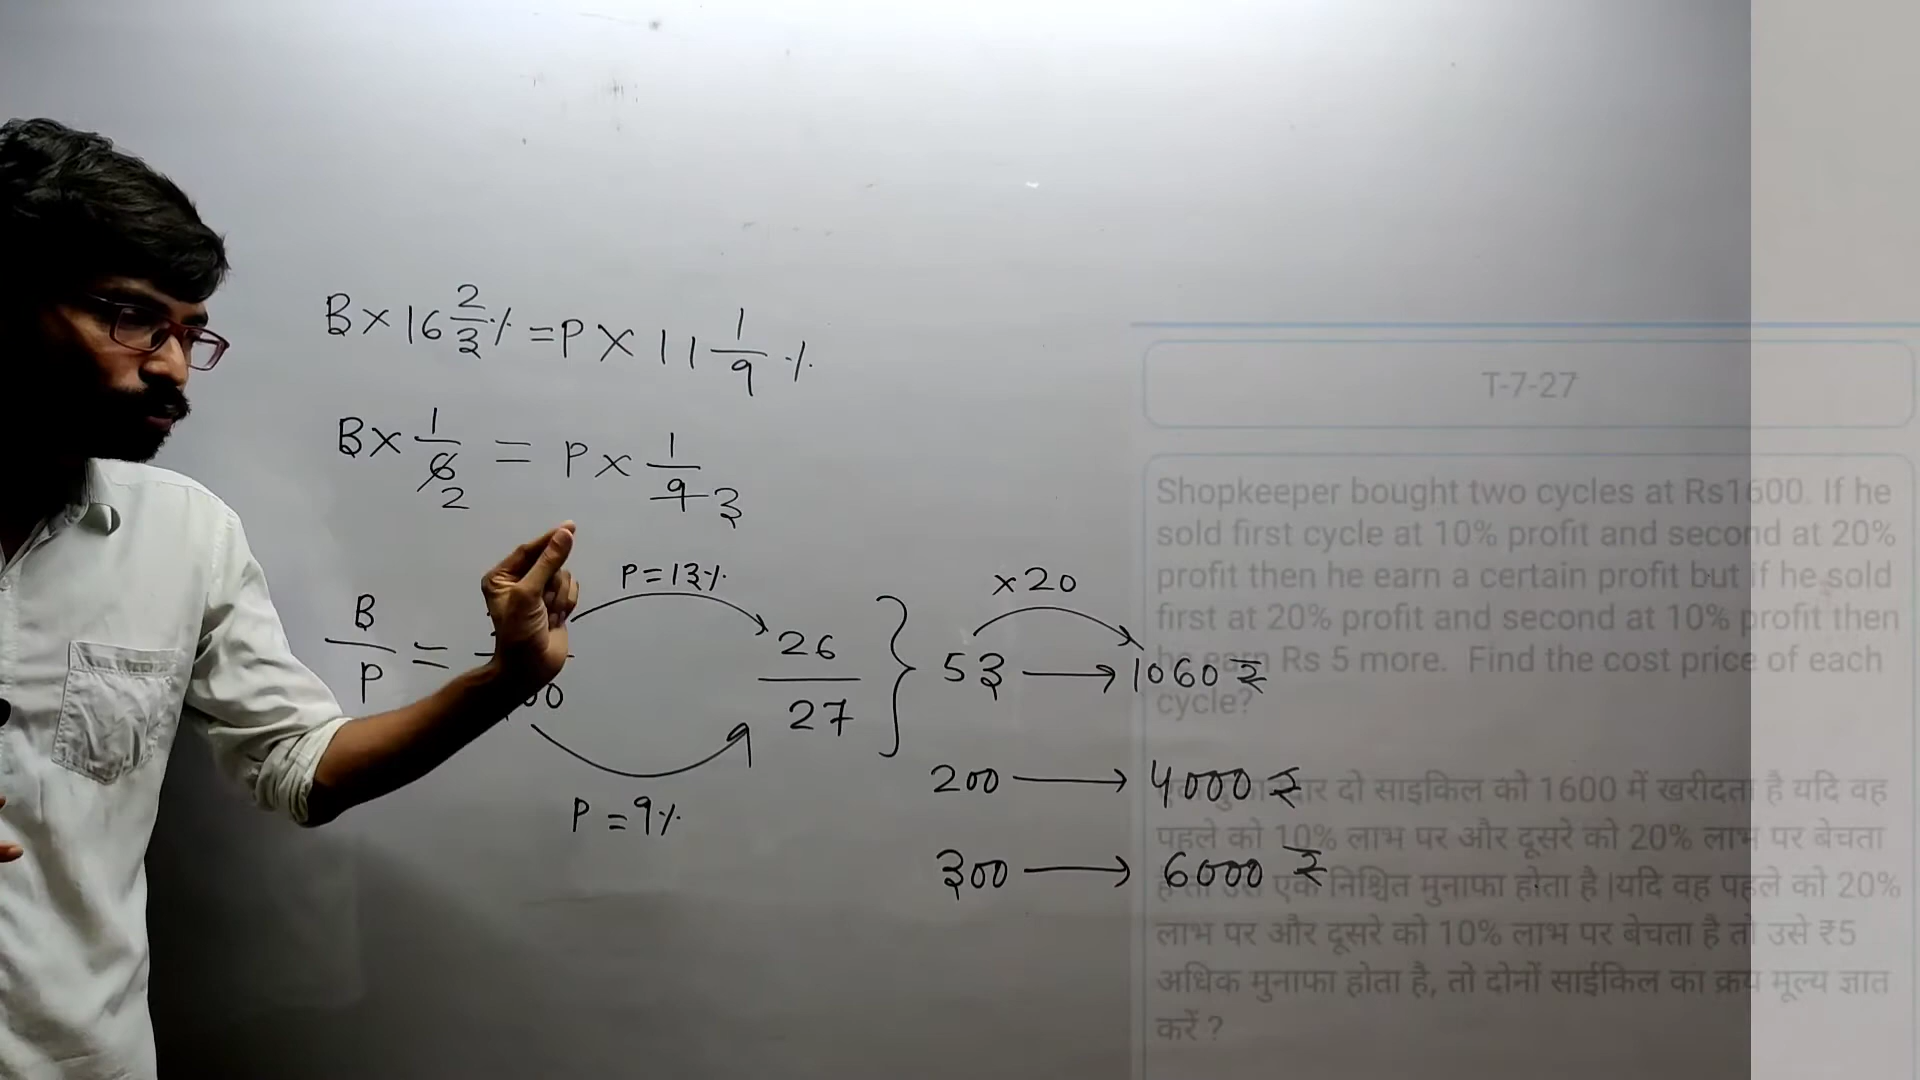 B × 16 2/3 % = P × 11 1/9 %
B × 1/6 2 = P × 1/9 3
P = 13%
×20
B/P = 26/27 } 53 → 1060 ₹
200 → 4000 ₹
P = 9%
300 → 6000 ₹
T-7-27
Shopkeeper bought two cycles at Rs1600. If he
sold first cycle at 10% profit and second at 20%
profit then he earn a certain profit but if he sold
first at 20% profit and second at 10% profit then
he earn Rs 5 more. Find the cost price of each
cycle?
दो साइकिल को 1600 में खरीदता है यदि वह
पहले को 10% लाभ पर और दूसरे को 20% लाभ पर बेचता
एक निश्चित मुनाफा होता है |यदि वह पहले को 20%
लाभ पर और दूसरे को 10% लाभ पर बेचता है तो उसे ₹5
अधिक मुनाफा होता है, तो दोनों साईकिल का क्रय मूल्य ज्ञात
करें ?